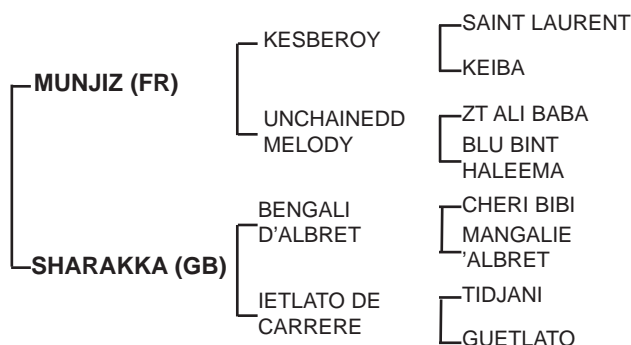 SAINT LAURENT
KESBEROY
KEIBA
MUNJIZ (FR)
ZT ALI BABA
UNCHAINEDD
MELODY
BLU BINT
HALEEMA
CHERI BIBI
BENGALI
D'ALBRET
MANGALIE
'ALBRET
SHARAKKA (GB)
TIDJANI
IETLATO DE
CARRERE
GUETLATO